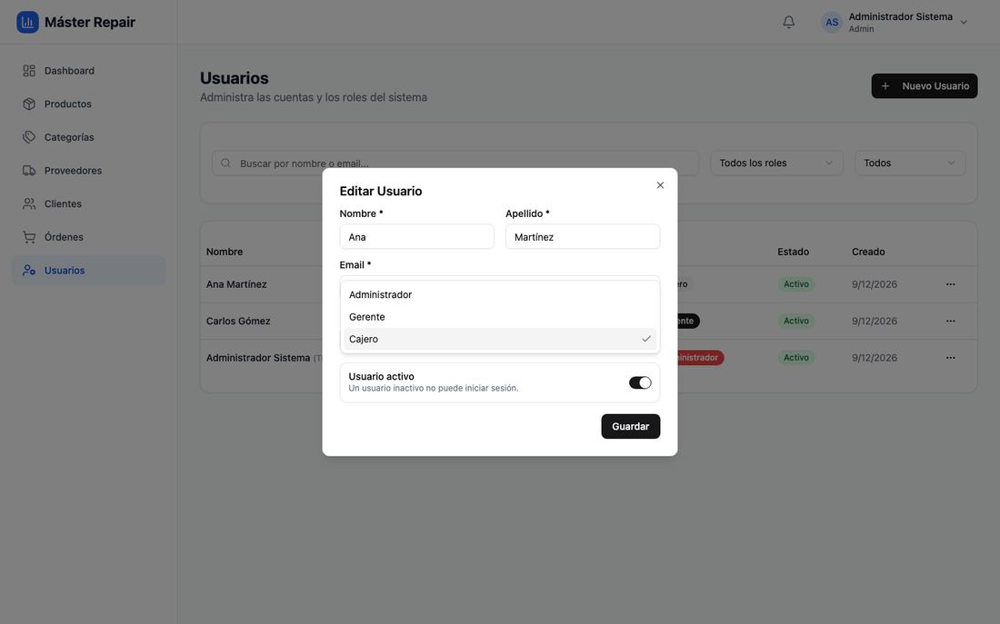 Máster Repair
Administrador Sistema
AS
Admin
Dashboard
Productos
Categorías
Proveedores
Clientes
Órdenes
Usuarios
Usuarios
Administra las cuentas y los roles del sistema
Nuevo Usuario
Buscar por nombre o email...
Todos los roles
Todos
Nombre
Estado
Creado
Ana Martínez
Activo
9/12/2026
Carlos Gómez
Activo
9/12/2026
Administrador Sistema
Activo
9/12/2026
Editar Usuario
Nombre *
Apellido *
Ana
Martínez
Email *
Administrador
Gerente
Cajero
Usuario activo
Un usuario inactivo no puede iniciar sesión.
Guardar